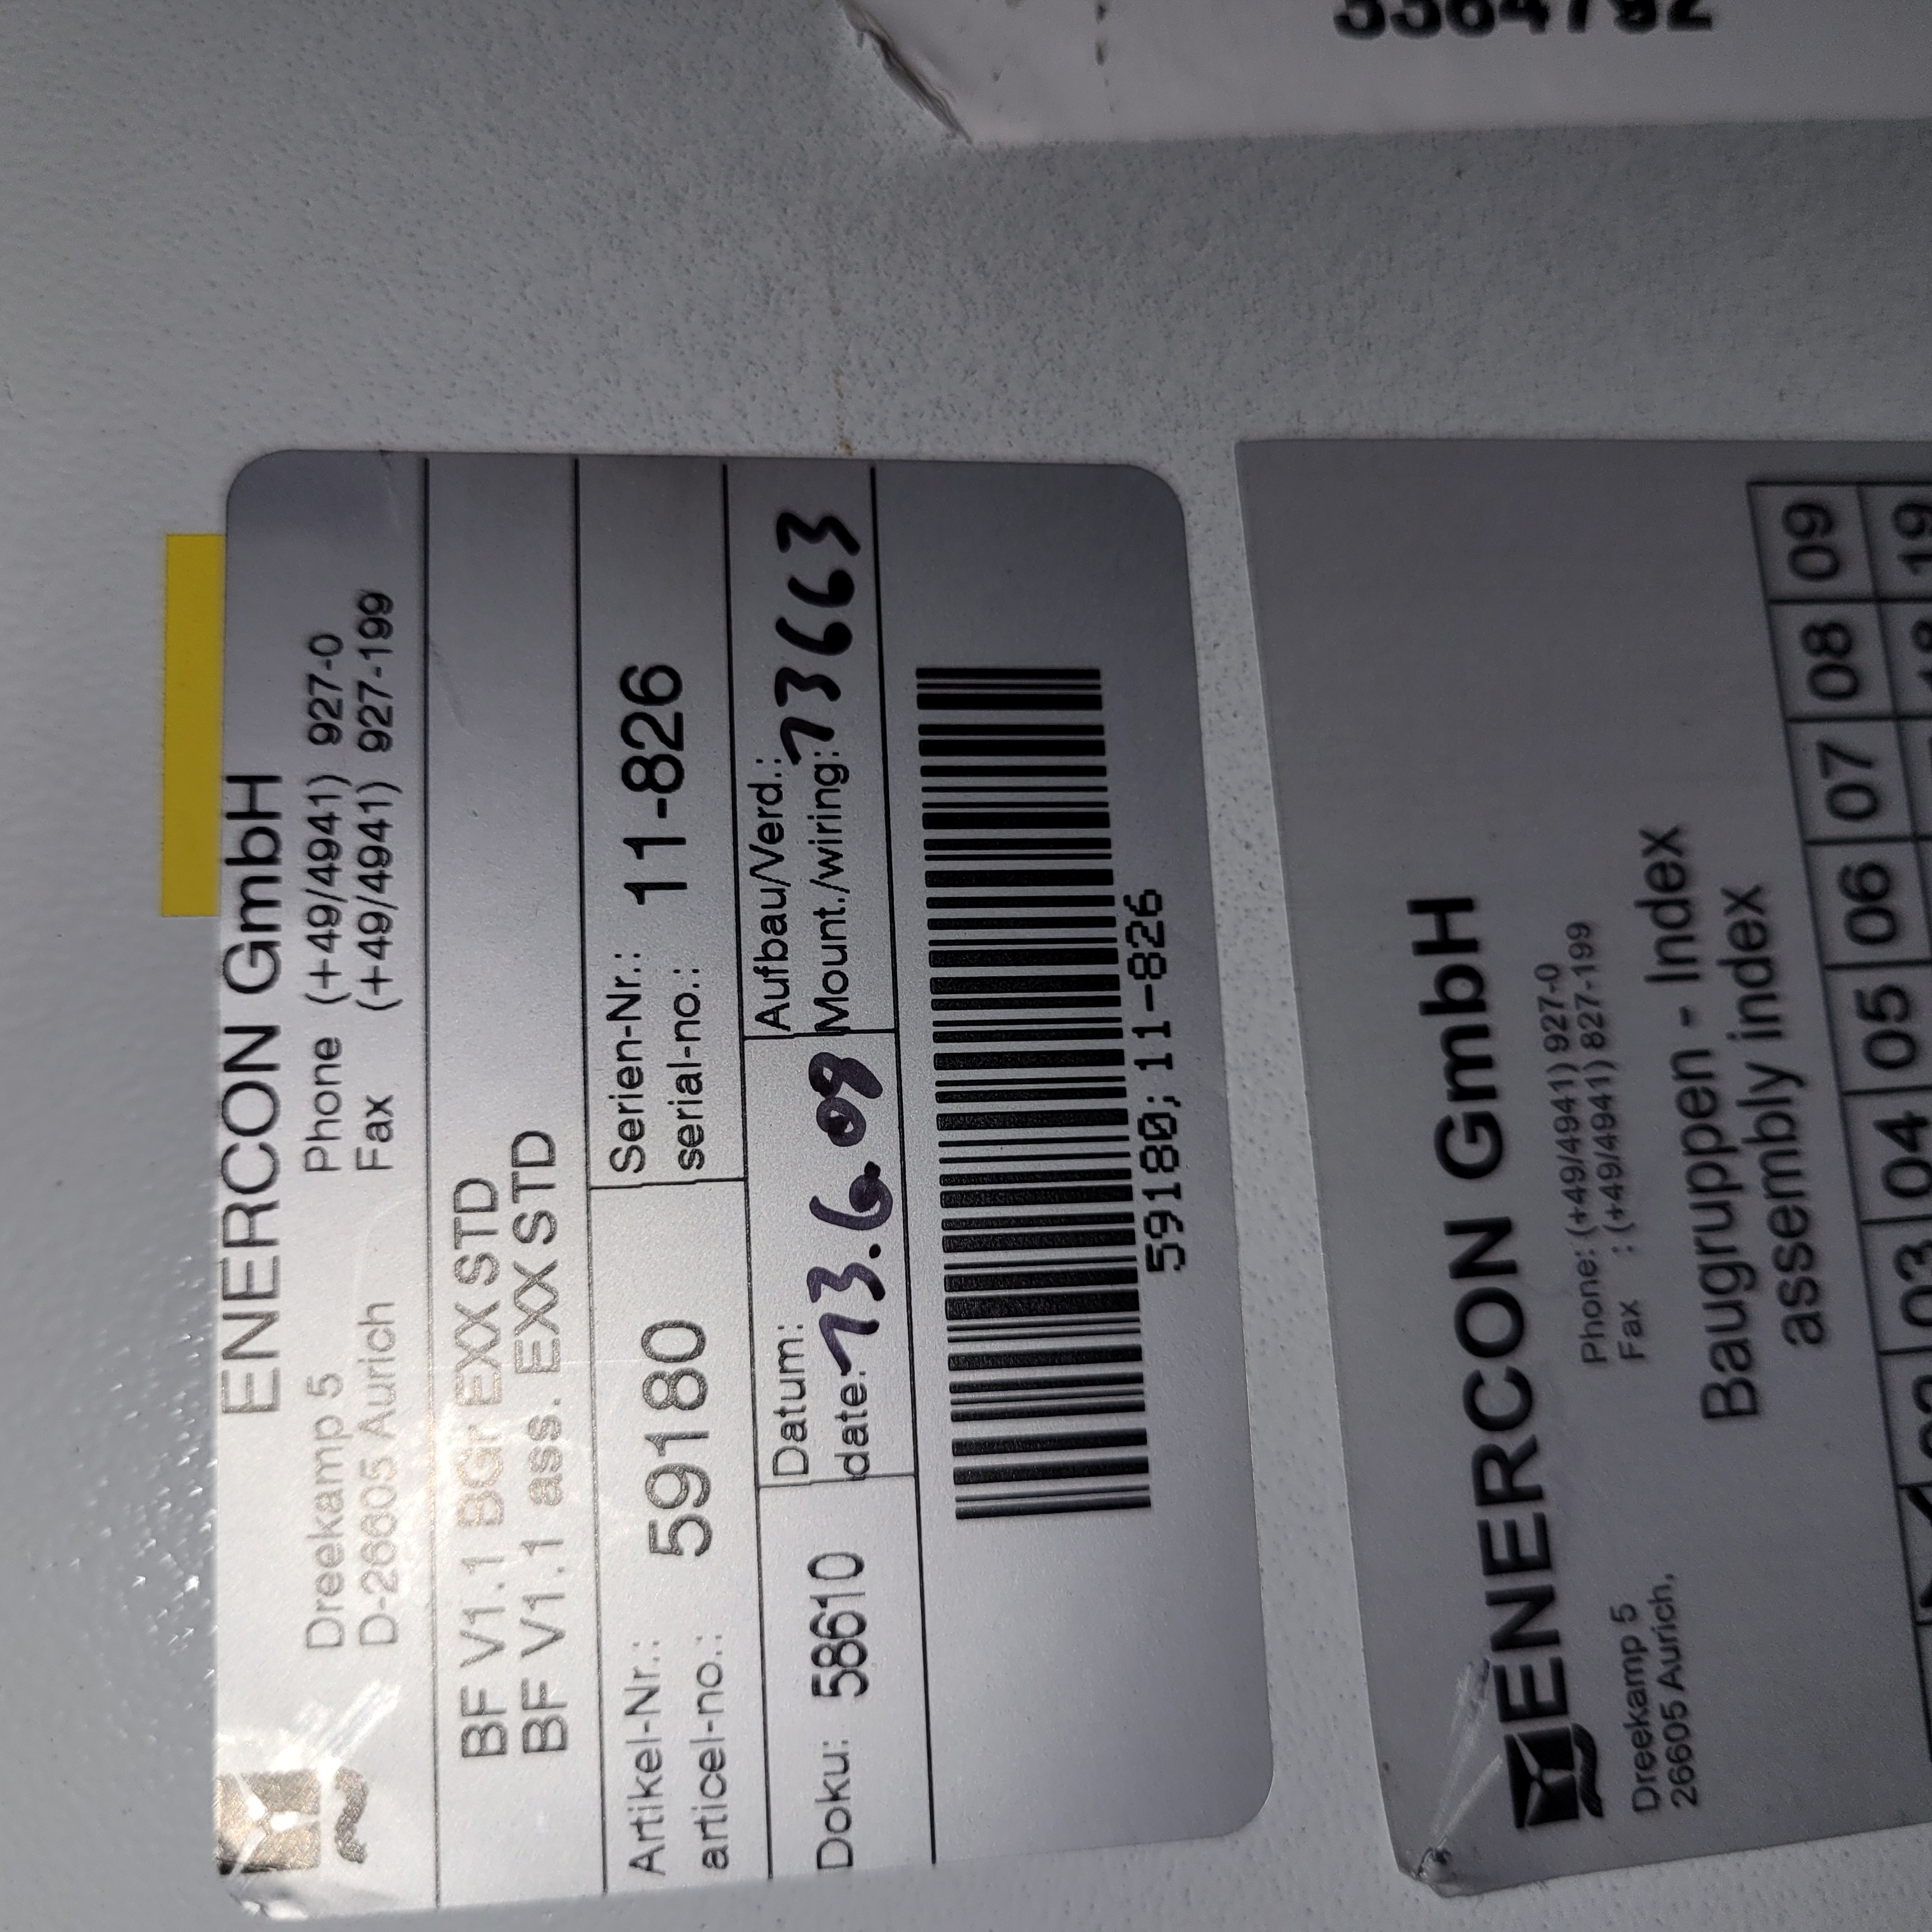 ENERCON GmbH
Dreekamp 5 Phone (+49/4941) 927-0
D-26605 Aurich Fax (+49/4941) 927-199
BF V1.1 BGr EXX STD
BF V1.1 ass. EXX STD
Artikel-Nr.: 59180 Serien-Nr.: 11-826
articel-no.: serial-no.:
Doku: 58610 Datum: Aufbau/Verd.:
date: 13.6.09 Mount./wiring: 73663
59180; 11-826
ENERCON GmbH
Dreekamp 5 Phone: (+49/4941) 927-0
26605 Aurich, Fax : (+49/4941) 827-199
Baugruppen - Index
assembly index
02 03 04 05 06 07 08 09
19